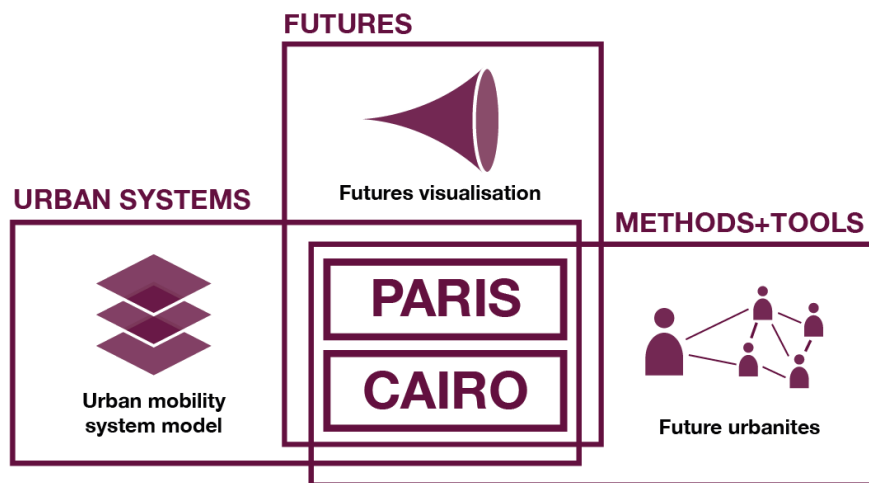 FUTURES
Futures visualisation
URBAN SYSTEMS
METHODS+TOOLS
PARIS
CAIRO
Urban mobility
system model
Future urbanites